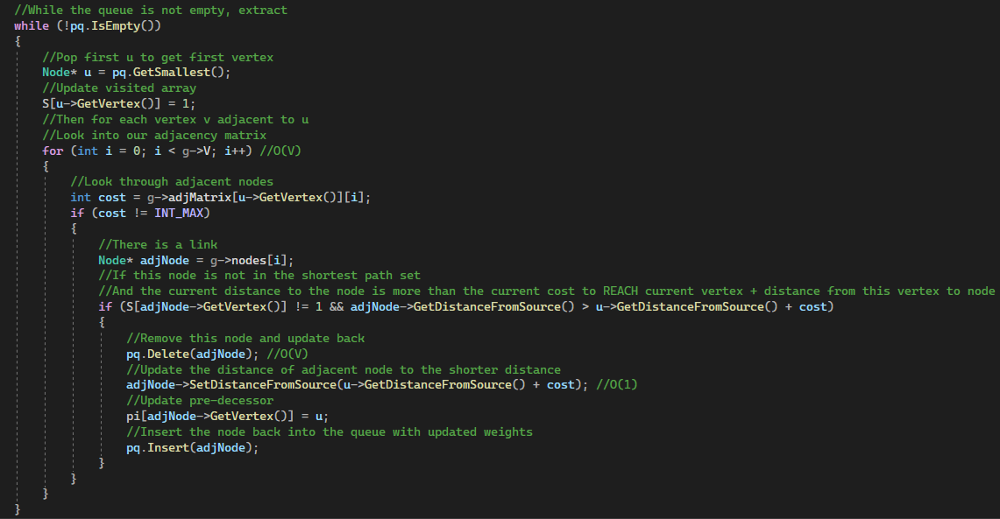 //While the queue is not empty, extract
while (!pq.IsEmpty())
{
//Pop first u to get first vertex
Node* u = pq.GetSmallest();
//Update visited array
S[u->GetVertex()] = 1;
//Then for each vertex v adjacent to u
//Look into our adjacency matrix
for (int i = 0; i < g->V; i++) //O(V)
{
//Look through adjacent nodes
int cost = g->adjMatrix[u->GetVertex()][i];
if (cost != INT_MAX)
{
//There is a link
Node* adjNode = g->nodes[i];
//If this node is not in the shortest path set
//And the current distance to the node is more than the current cost to REACH current vertex + distance from this vertex to node
if (S[adjNode->GetVertex()] != 1 && adjNode->GetDistanceFromSource() > u->GetDistanceFromSource() + cost)
{
//Remove this node and update back
pq.Delete(adjNode); //O(V)
//Update the distance of adjacent node to the shorter distance
adjNode->SetDistanceFromSource(u->GetDistanceFromSource() + cost); //O(1)
//Update pre-decessor
pi[adjNode->GetVertex()] = u;
//Insert the node back into the queue with updated weights
pq.Insert(adjNode);
}
}
}
}